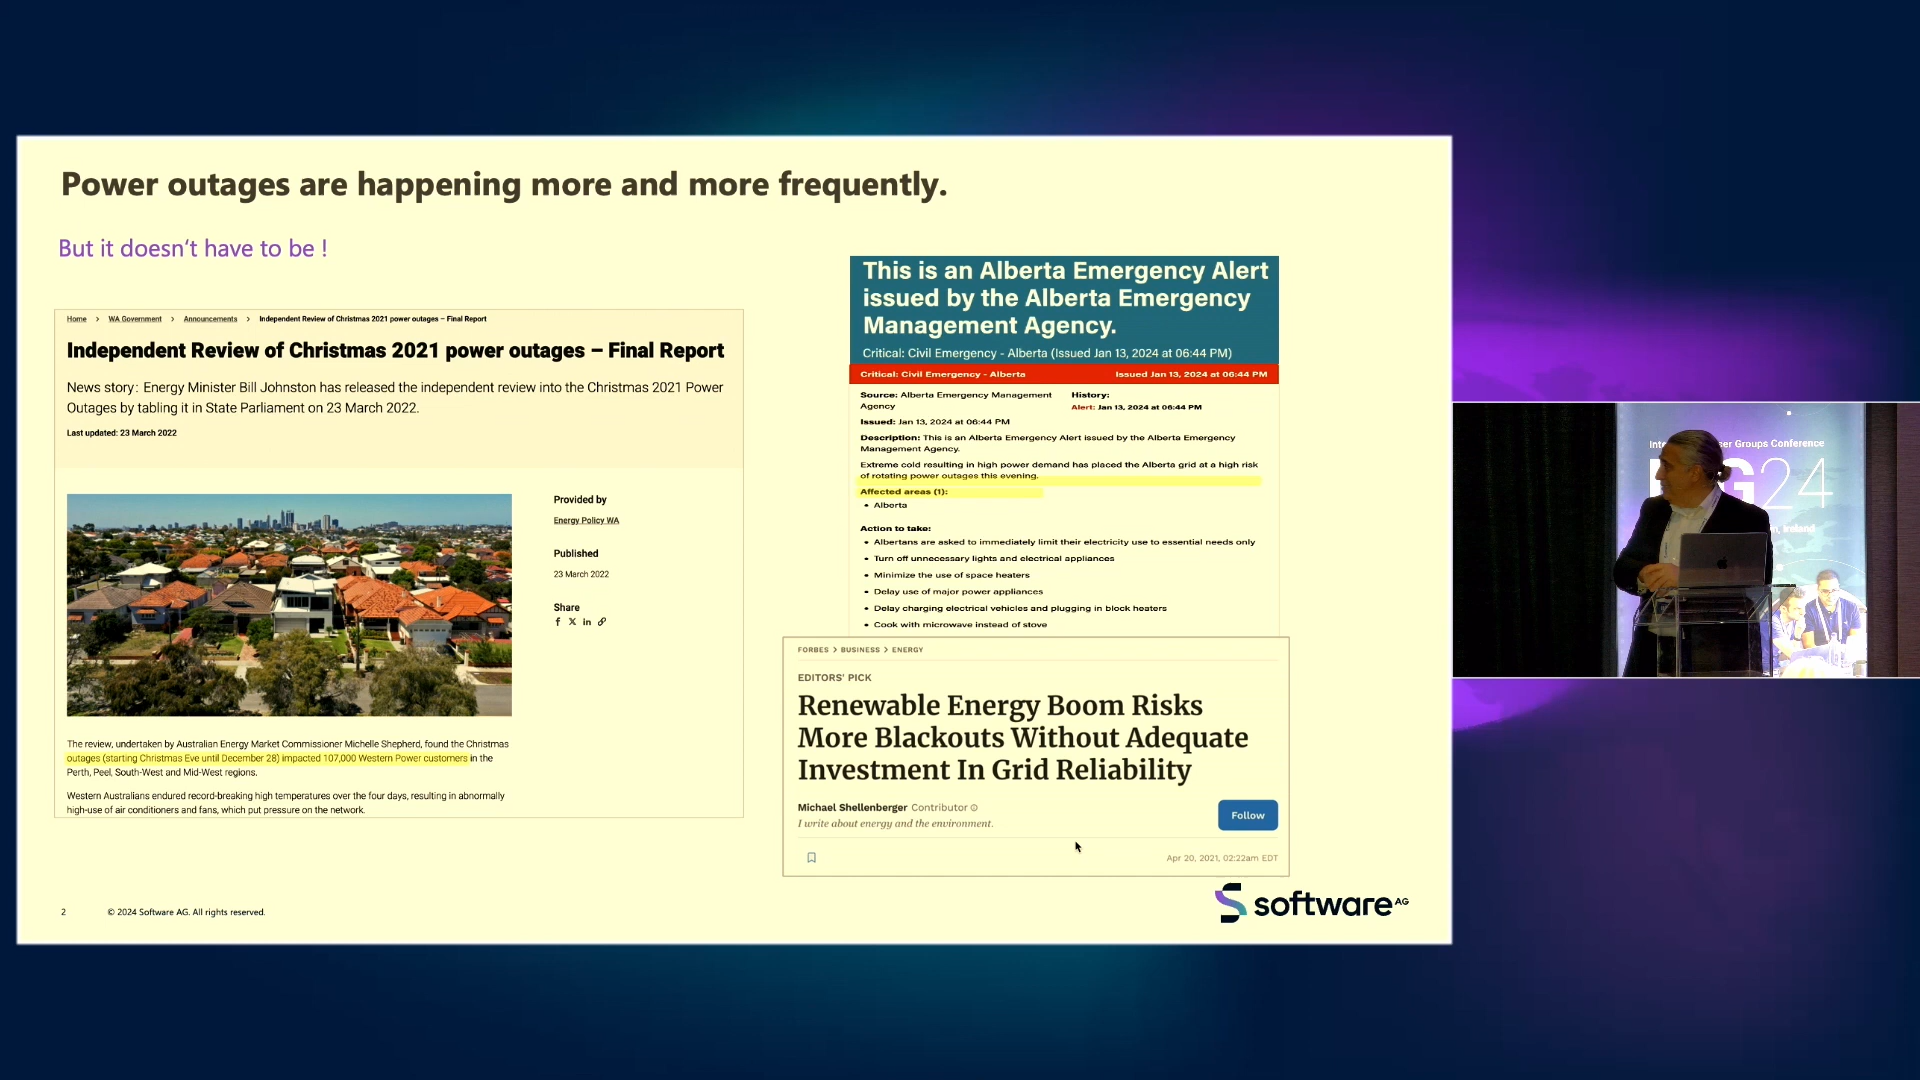 Power outages are happening more and more frequently.
But it doesn't have to be !
Home > WA Government > Announcements > Independent Review of Christmas 2021 power outages – Final Report
Independent Review of Christmas 2021 power outages – Final Report
News story: Energy Minister Bill Johnston has released the independent review into the Christmas 2021 Power
Outages by tabling it in State Parliament on 23 March 2022.
Last updated: 23 March 2022
Provided by
Energy Policy WA
Published
23 March 2022
Share
The review, undertaken by Australian Energy Market Commissioner Michelle Shepherd, found the Christmas
outages (starting Christmas Eve until December 28) impacted 107,000 Western Power customers in the
Perth, Peel, South-West and Mid-West regions.
Western Australians endured record-breaking high temperatures over the four days, resulting in abnormally
high-use of air conditioners and fans, which put pressure on the network.
This is an Alberta Emergency Alert
issued by the Alberta Emergency
Management Agency.
Critical: Civil Emergency - Alberta (Issued Jan 13, 2024 at 06:44 PM)
Critical: Civil Emergency - Alberta Issued Jan 13, 2024 at 06:44 PM
Source: Alberta Emergency Management
Agency
History:
Alert: Jan 13, 2024 at 06:44 PM
Issued: Jan 13, 2024 at 06:44 PM
Description: This is an Alberta Emergency Alert issued by the Alberta Emergency
Management Agency.
Extreme cold resulting in high power demand has placed the Alberta grid at a high risk
of rotating power outages this evening.
Affected areas (1):
• Alberta
Action to take:
• Albertans are asked to immediately limit their electricity use to essential needs only
• Turn off unnecessary lights and electrical appliances
• Minimize the use of space heaters
• Delay use of major power appliances
• Delay charging electrical vehicles and plugging in block heaters
• Cook with microwave instead of stove
FORBES > BUSINESS > ENERGY
EDITORS' PICK
Renewable Energy Boom Risks
More Blackouts Without Adequate
Investment In Grid Reliability
Michael Shellenberger Contributor
I write about energy and the environment.
Follow
Apr 20, 2021, 02:22am EDT
2 © 2024 Software AG. All rights reserved.
software AG
Groups Conference
G24
Ireland